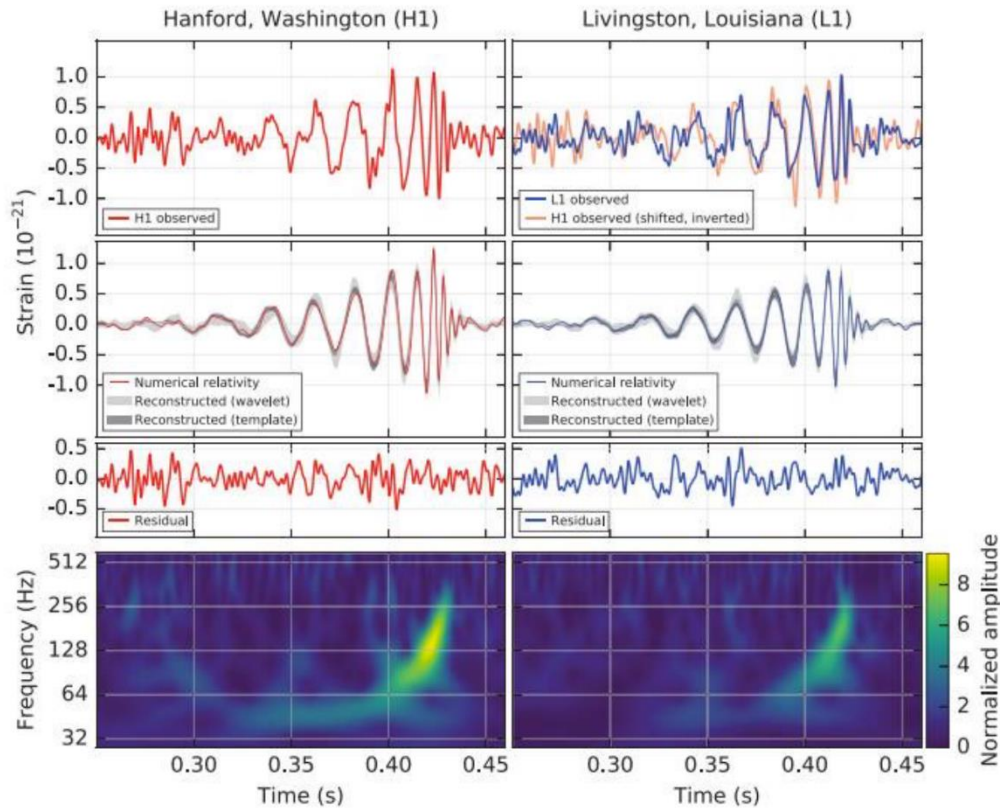 Hanford, Washington (H1)
Livingston, Louisiana (L1)
Strain (10⁻²¹)
1.0
0.5
0.0
-0.5
-1.0
H1 observed
L1 observed
H1 observed (shifted, inverted)
1.0
0.5
0.0
-0.5
-1.0
Numerical relativity
Reconstructed (wavelet)
Reconstructed (template)
Numerical relativity
Reconstructed (wavelet)
Reconstructed (template)
0.5
0.0
-0.5
Residual
Residual
Frequency (Hz)
512
256
128
64
32
Normalized amplitude
8
6
4
2
0
0.30 0.35 0.40 0.45
0.30 0.35 0.40 0.45
Time (s)
Time (s)